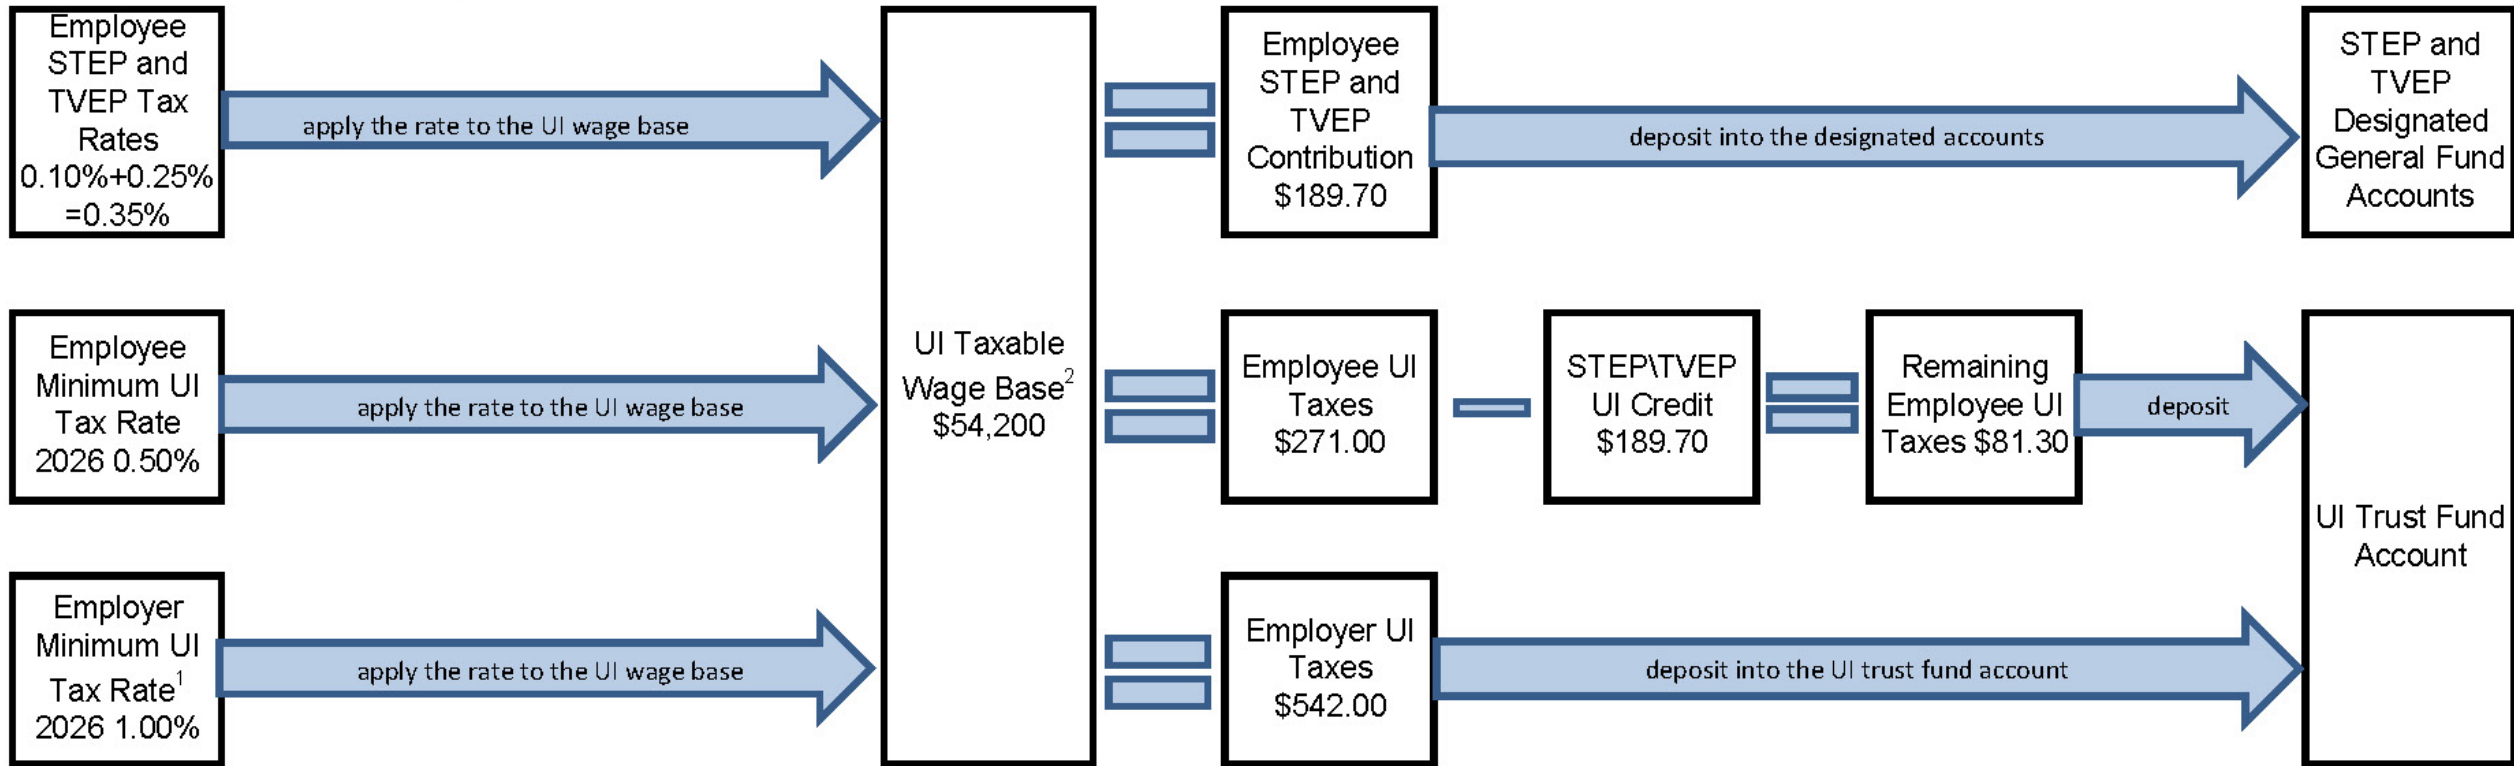 Employee
STEP and
TVEP Tax
Rates
0.10%+0.25%
=0.35%
apply the rate to the UI wage base
UI Taxable
Wage Base²
$54,200
Employee
STEP and
TVEP
Contribution
$189.70
deposit into the designated accounts
STEP and
TVEP
Designated
General Fund
Accounts
Employee
Minimum UI
Tax Rate
2026 0.50%
apply the rate to the UI wage base
Employee UI
Taxes
$271.00
STEP\TVEP
UI Credit
$189.70
Remaining
Employee UI
Taxes $81.30
deposit
UI Trust Fund
Account
Employer
Minimum UI
Tax Rate¹
2026 1.00%
apply the rate to the UI wage base
Employer UI
Taxes
$542.00
deposit into the UI trust fund account